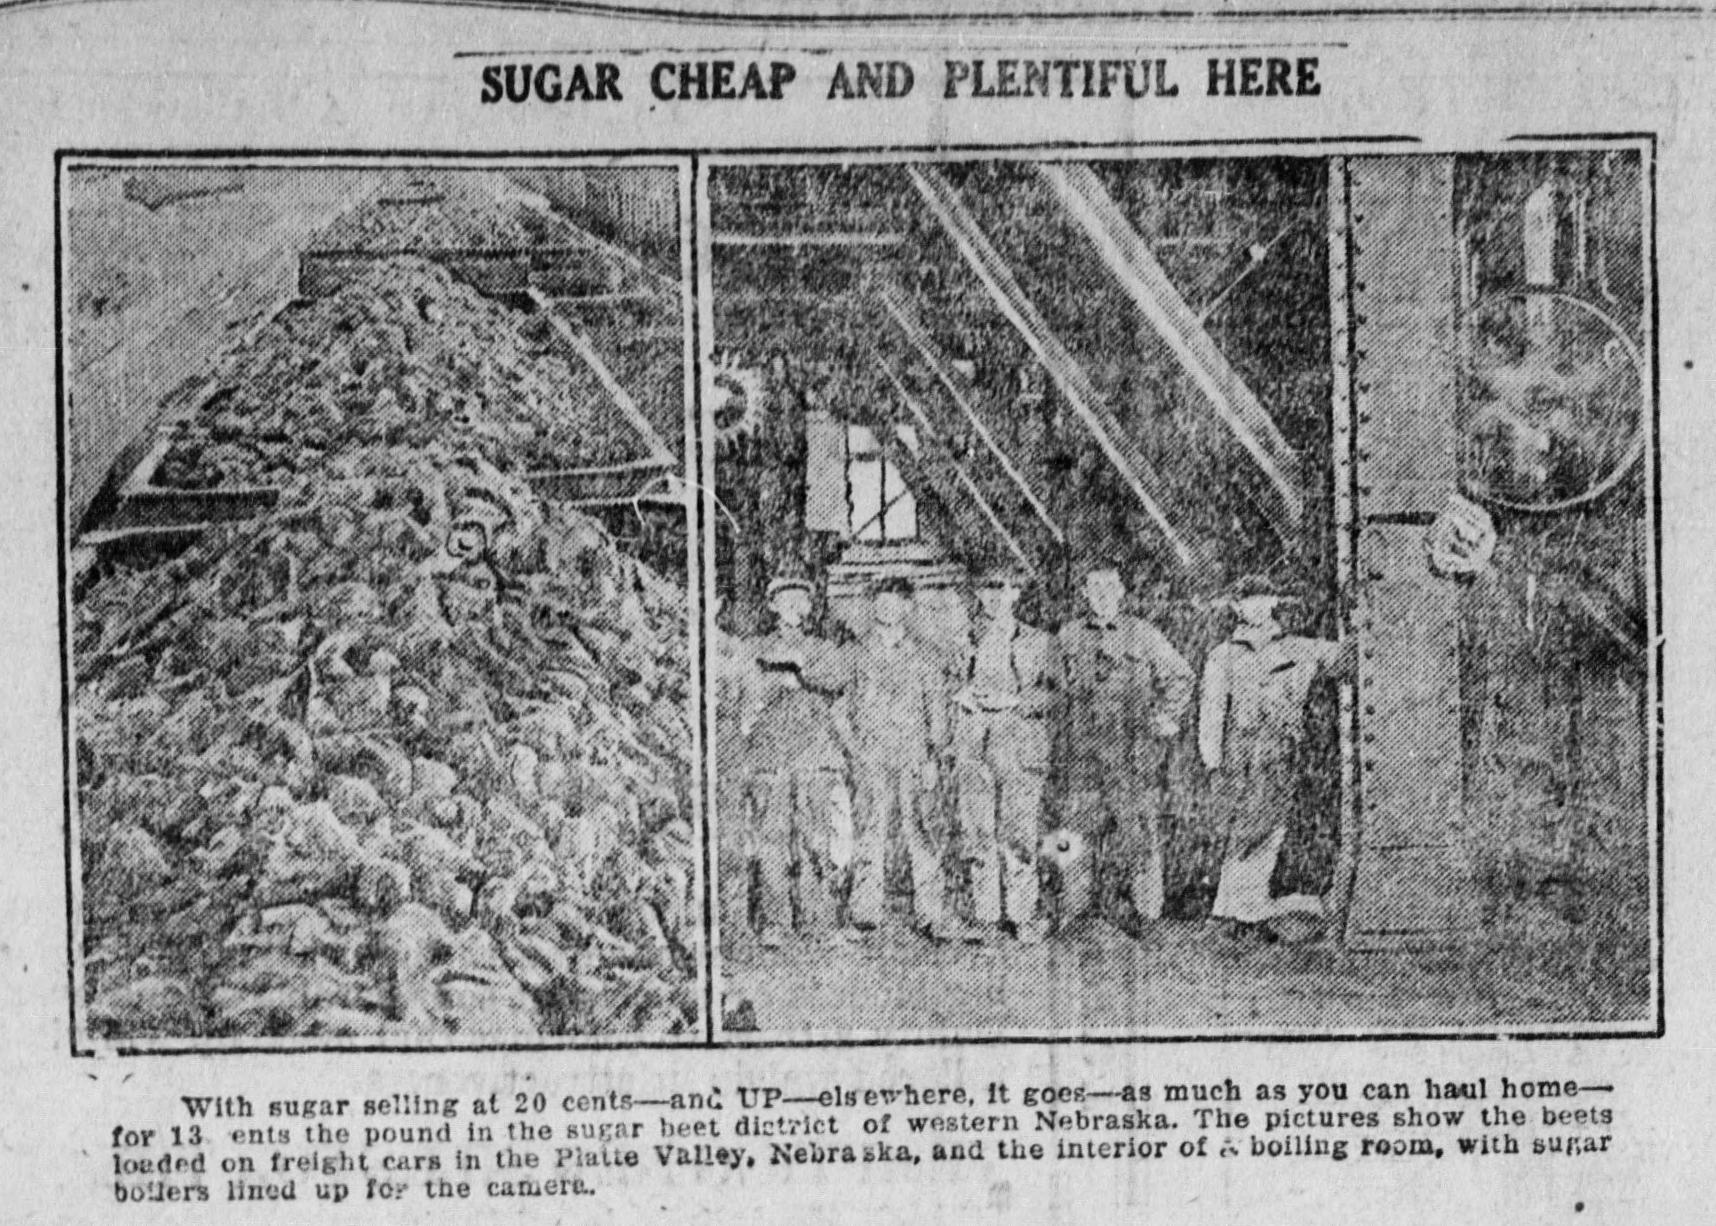 SUGAR CHEAP AND PLENTIFUL HERE
With sugar selling at 20 cents—and UP—elsewhere, it goes—as much as you can haul home—
for 13 ents the pound in the sugar beet district of western Nebraska. The pictures show the beets
loaded on freight cars in the Platte Valley, Nebraska, and the interior of a boiling room, with sugar
boilers lined up for the camera.